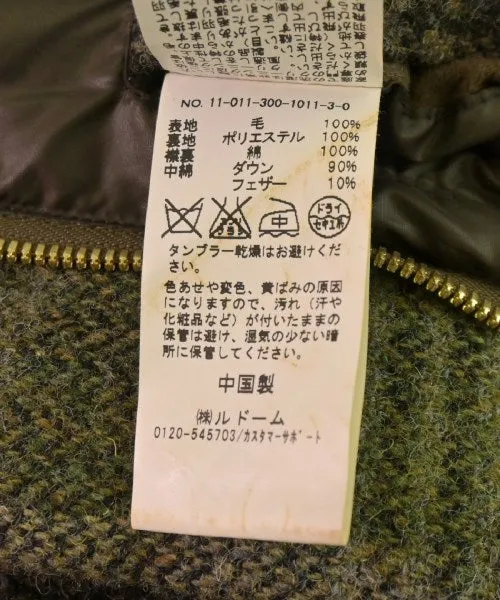 NO. 11-011-300-1011-3-0
表地 毛 100%
裏地 ポリエステル 100%
襟裏 綿 100%
中綿 ダウン 90%
フェザー 10%
中
ドライ
セキユ系
タンブラー乾燥はお避けくだ
さい。
色あせや変色、黄ばみの原因
になりますので、汚れ（汗や
化粧品など）が付いたままの
保管は避け、湿気の少ない暗
所に保管してください。
中国製
㈱ルドーム
0120-545703/カスタマーサポート